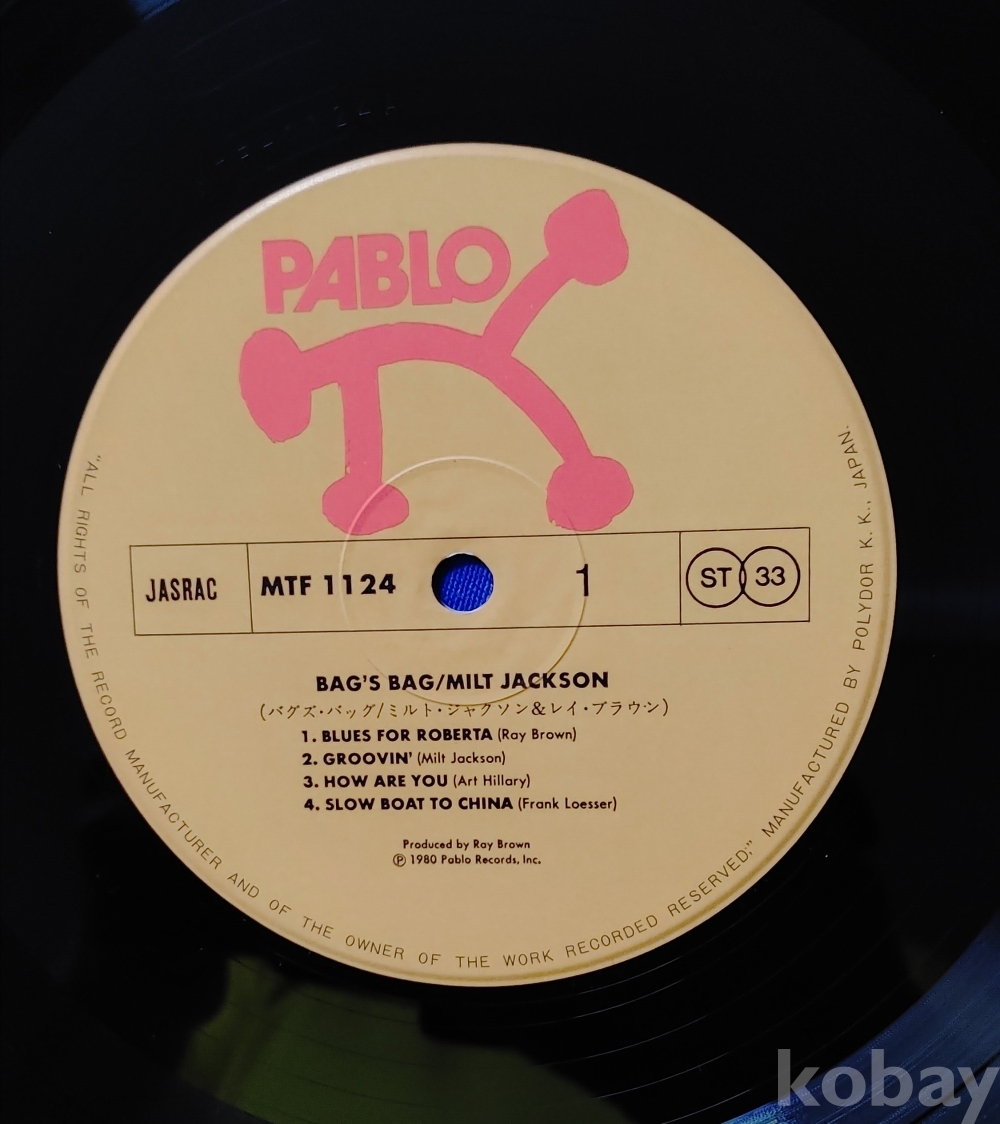 PABLO
JASRAC
MTF 1124
1
ST 33
BAG'S BAG/MILT JACKSON
(バグズ・バッグ/ミルト・ジャクソン&レイ・ブラウン)
1. BLUES FOR ROBERTA (Ray Brown)
2. GROOVIN' (Milt Jackson)
3. HOW ARE YOU (Art Hillary)
4. SLOW BOAT TO CHINA (Frank Loesser)
Produced by Ray Brown
Ⓟ 1980 Pablo Records, Inc.
"ALL RIGHTS OF THE RECORD MANUFACTURER AND OF THE OWNER OF THE WORK RECORDED RESERVED;" MANUFACTURED BY POLYDOR K. K., JAPAN.
kobay